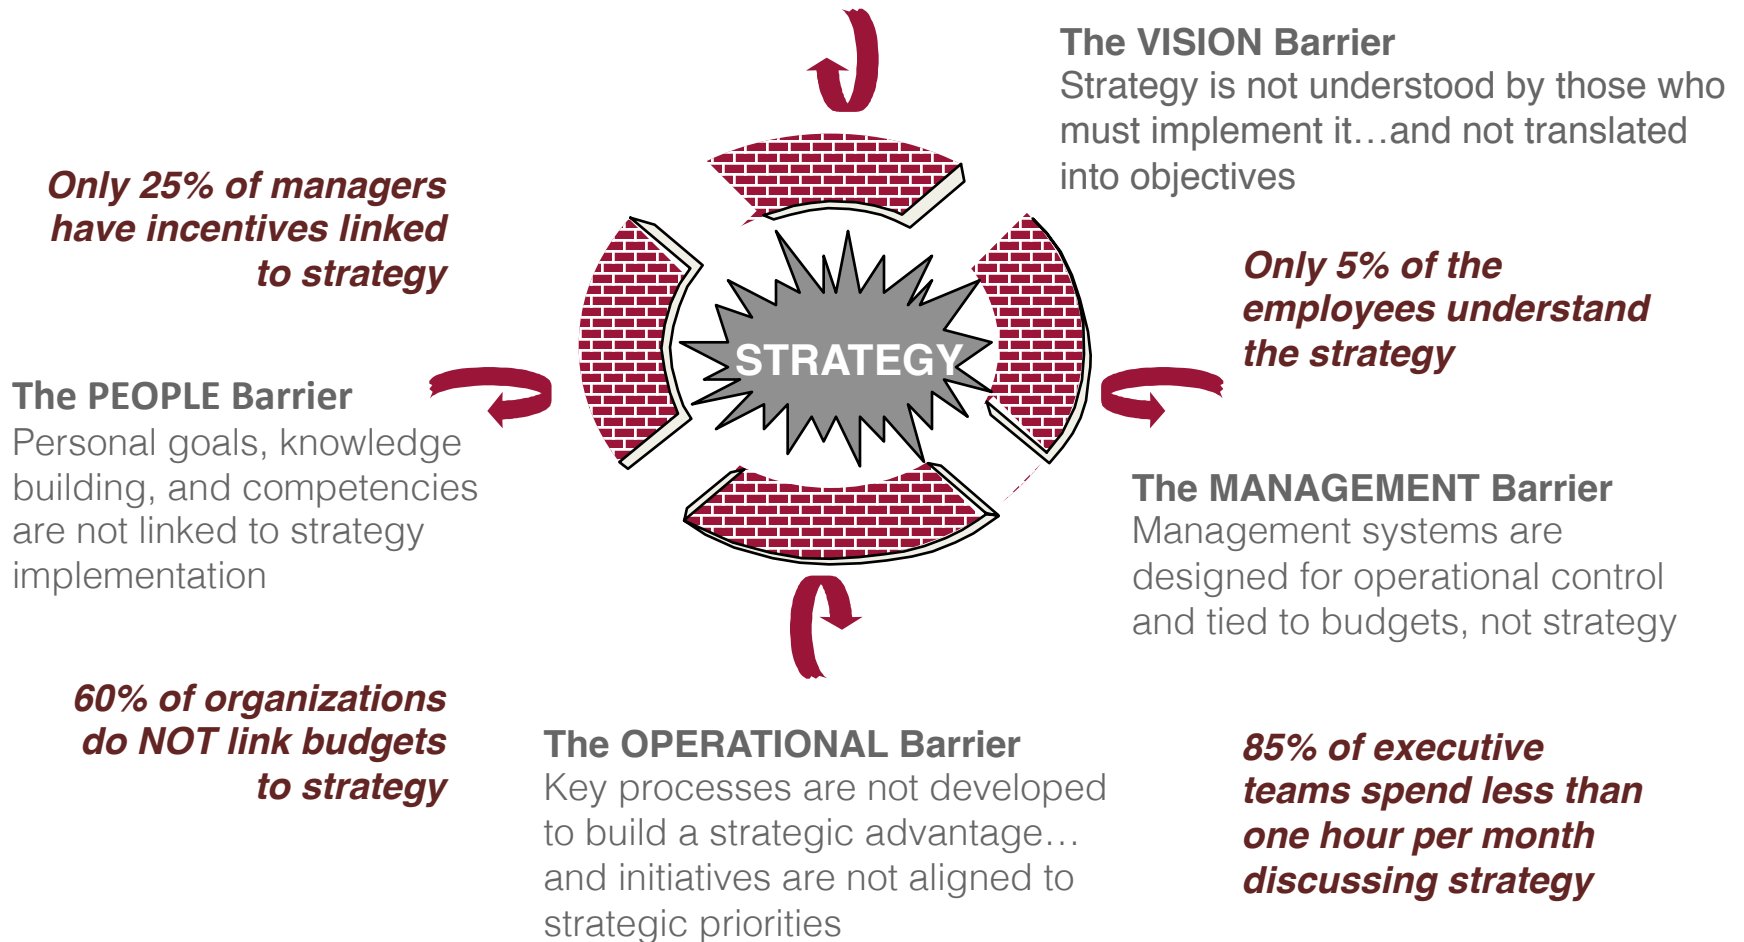 The VISION Barrier
Strategy is not understood by those who
must implement it…and not translated
into objectives
Only 25% of managers
have incentives linked
to strategy
Only 5% of the
employees understand
the strategy
STRATEGY
The PEOPLE Barrier
Personal goals, knowledge
building, and competencies
are not linked to strategy
implementation
The MANAGEMENT Barrier
Management systems are
designed for operational control
and tied to budgets, not strategy
60% of organizations
do NOT link budgets
to strategy
The OPERATIONAL Barrier
Key processes are not developed
to build a strategic advantage…
and initiatives are not aligned to
strategic priorities
85% of executive
teams spend less than
one hour per month
discussing strategy